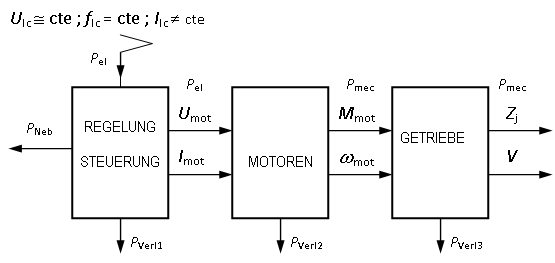 U_lc ≅ cte ; f_lc = cte ; I_lc ≠ cte
P_el
P_el P_mec P_mec
P_Neb REGELUNG U_mot M_mot GETRIEBE Z_j
STEUERUNG I_mot MOTOREN ω_mot V
P_Verl1 P_Verl2 P_Verl3